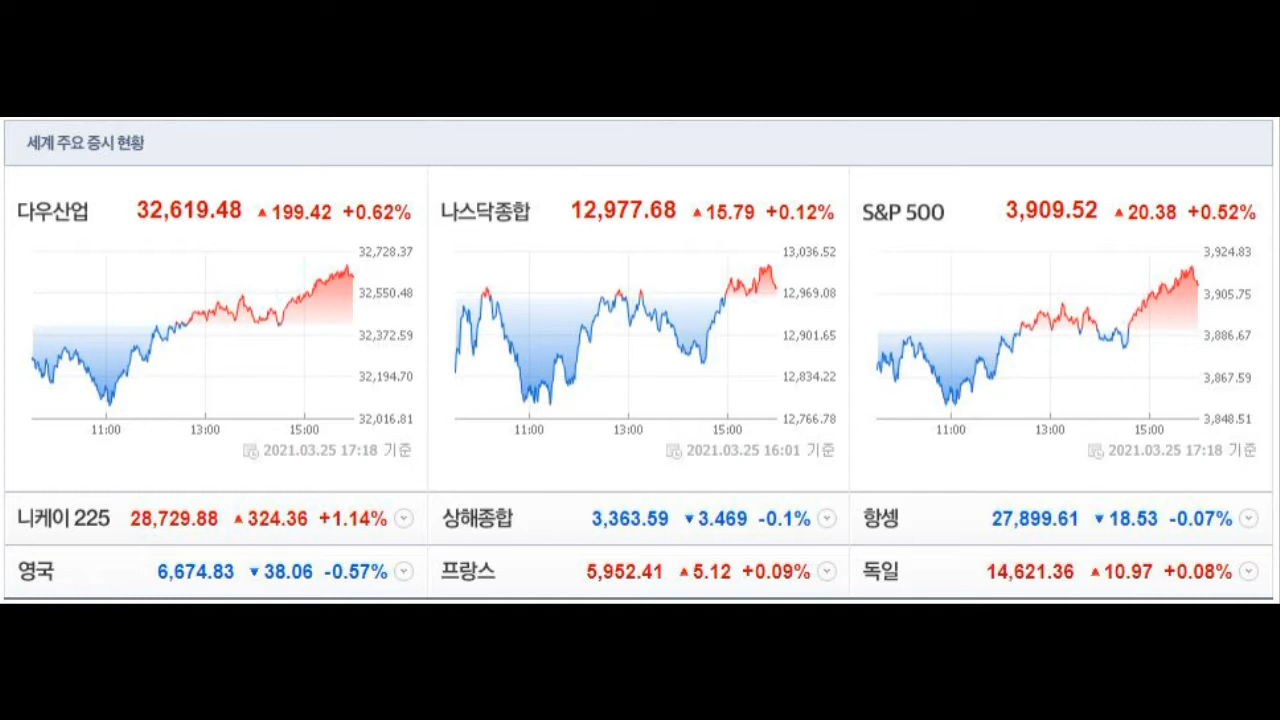 세계 주요 증시 현황
다우산업 32,619.48 ▲199.42 +0.62%
32,728.37
32,550.48
32,372.59
32,194.70
32,016.81
11:00 13:00 15:00
2021.03.25 17:18 기준
나스닥종합 12,977.68 ▲15.79 +0.12%
13,036.52
12,969.08
12,901.65
12,834.22
12,766.78
11:00 13:00 15:00
2021.03.25 16:01 기준
S&P 500 3,909.52 ▲20.38 +0.52%
3,924.83
3,905.75
3,886.67
3,867.59
3,848.51
11:00 13:00 15:00
2021.03.25 17:18 기준
니케이 225 28,729.88 ▲324.36 +1.14%
상해종합 3,363.59 ▼3.469 -0.1%
항셍 27,899.61 ▼18.53 -0.07%
영국 6,674.83 ▼38.06 -0.57%
프랑스 5,952.41 ▲5.12 +0.09%
독일 14,621.36 ▲10.97 +0.08%